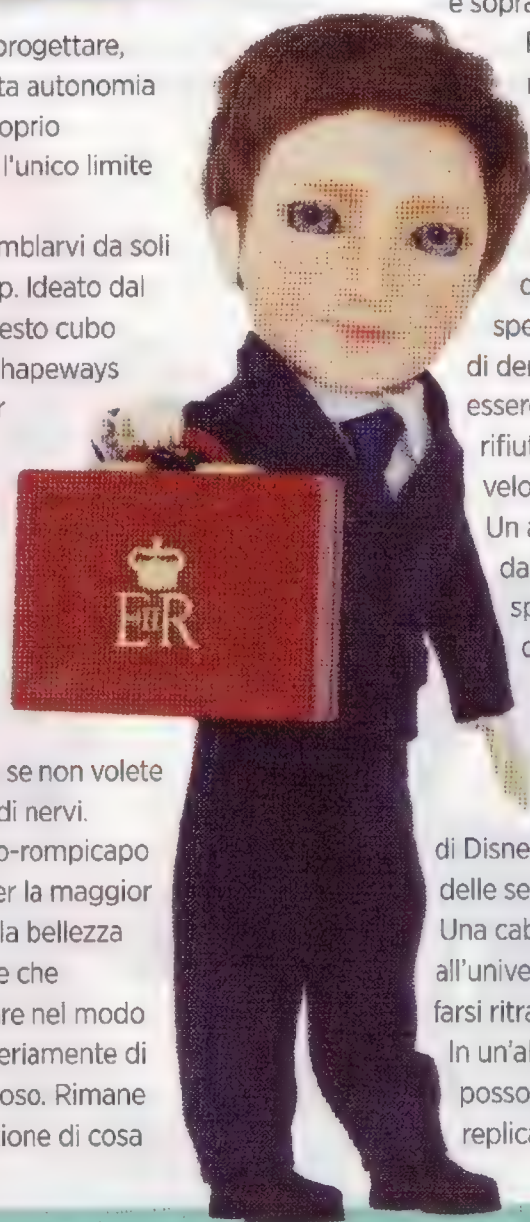 progettare,
ta autonomia
oprio
l'unico limite
mblarvi da soli
p. Ideato dal
esto cubo
hapeways
r
se non volete
di nervi.
o-rompicapo
er la maggior
la bellezza
e che
re nel modo
eriamente di
oso. Rimane
ione di cosa
EIIR
e sopra
spe
di der
essere
rifiut
velo
Un a
da
sp
di Disne
delle se
Una cab
all'unive
farsi ritra
In un'al
posso
replica